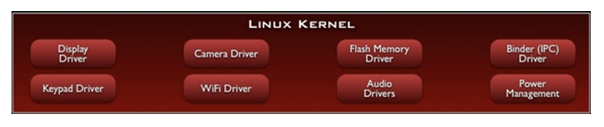 LINUX KERNEL
Display
Driver
Camera Driver
Flash Memory
Driver
Binder (IPC)
Driver
Keypad Driver
WiFi Driver
Audio
Drivers
Power
Management